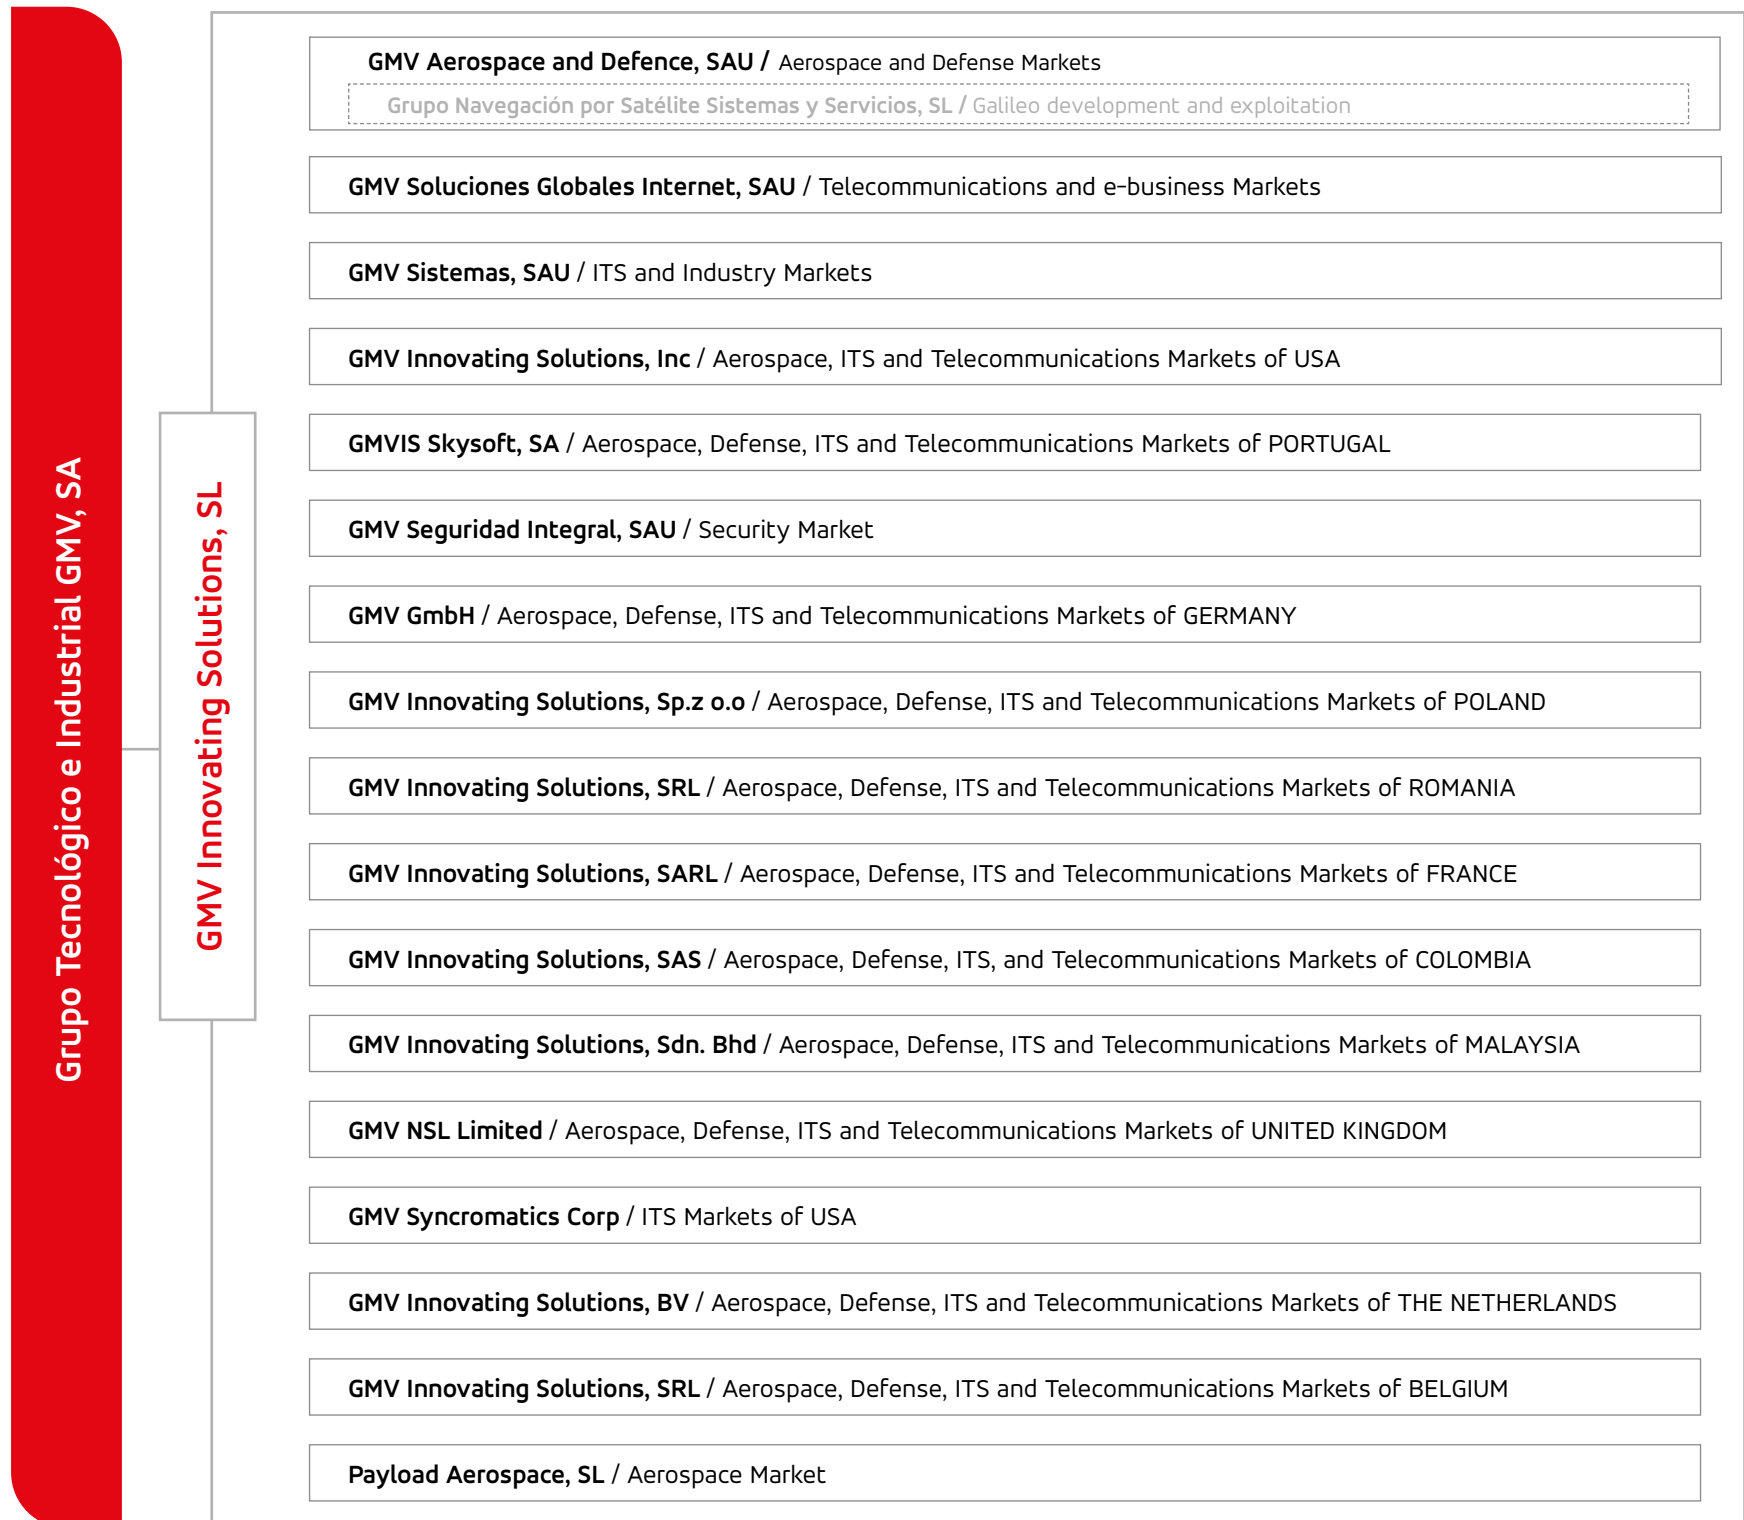 Grupo Tecnológico e Industrial GMV, SA
GMV Innovating Solutions, SL
GMV Aerospace and Defence, SAU / Aerospace and Defense Markets
Grupo Navegación por Satélite Sistemas y Servicios, SL / Galileo development and exploitation
GMV Soluciones Globales Internet, SAU / Telecommunications and e-business Markets
GMV Sistemas, SAU / ITS and Industry Markets
GMV Innovating Solutions, Inc / Aerospace, ITS and Telecommunications Markets of USA
GMVIS Skysoft, SA / Aerospace, Defense, ITS and Telecommunications Markets of PORTUGAL
GMV Seguridad Integral, SAU / Security Market
GMV GmbH / Aerospace, Defense, ITS and Telecommunications Markets of GERMANY
GMV Innovating Solutions, Sp.z o.o / Aerospace, Defense, ITS and Telecommunications Markets of POLAND
GMV Innovating Solutions, SRL / Aerospace, Defense, ITS and Telecommunications Markets of ROMANIA
GMV Innovating Solutions, SARL / Aerospace, Defense, ITS and Telecommunications Markets of FRANCE
GMV Innovating Solutions, SAS / Aerospace, Defense, ITS, and Telecommunications Markets of COLOMBIA
GMV Innovating Solutions, Sdn. Bhd / Aerospace, Defense, ITS and Telecommunications Markets of MALAYSIA
GMV NSL Limited / Aerospace, Defense, ITS and Telecommunications Markets of UNITED KINGDOM
GMV Syncromatics Corp / ITS Markets of USA
GMV Innovating Solutions, BV / Aerospace, Defense, ITS and Telecommunications Markets of THE NETHERLANDS
GMV Innovating Solutions, SRL / Aerospace, Defense, ITS and Telecommunications Markets of BELGIUM
Payload Aerospace, SL / Aerospace Market